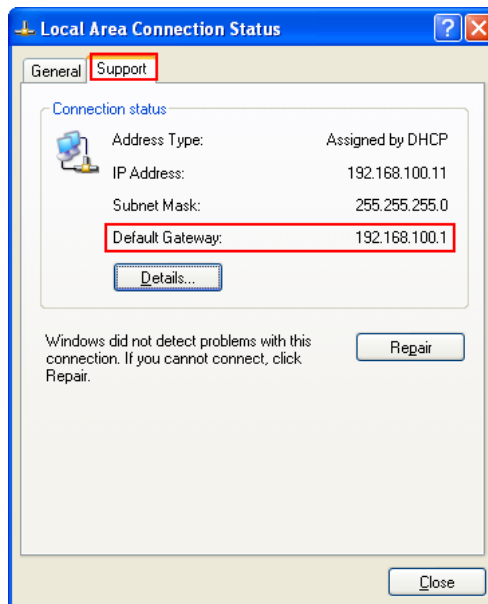 Local Area Connection Status
General Support
Connection status
Address Type: Assigned by DHCP
IP Address: 192.168.100.11
Subnet Mask: 255.255.255.0
Default Gateway: 192.168.100.1
Details...
Windows did not detect problems with this
connection. If you cannot connect, click
Repair.
Repair
Close